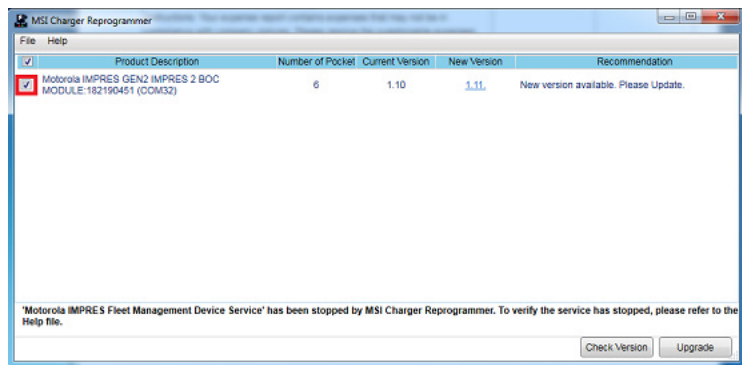 MSI Charger Reprogrammer
File Help
Product Description Number of Pocket Current Version New Version Recommendation
Motorola IMPRES GEN2 IMPRES 2 BOC
MODULE:182190451 (COM32) 6 1.10 1.11. New version available. Please Update.
'Motorola IMPRES Fleet Management Device Service' has been stopped by MSI Charger Reprogrammer. To verify the service has stopped, please refer to the
Help file.
Check Version Upgrade